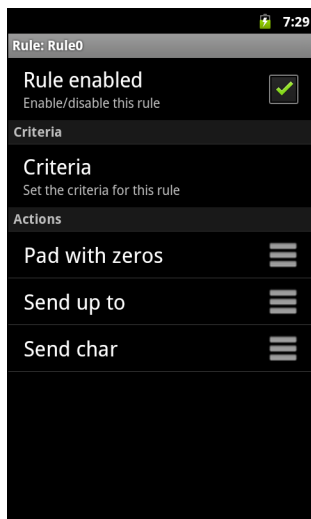 7:29
Rule: Rule0
Rule enabled
Enable/disable this rule
Criteria
Criteria
Set the criteria for this rule
Actions
Pad with zeros
Send up to
Send char